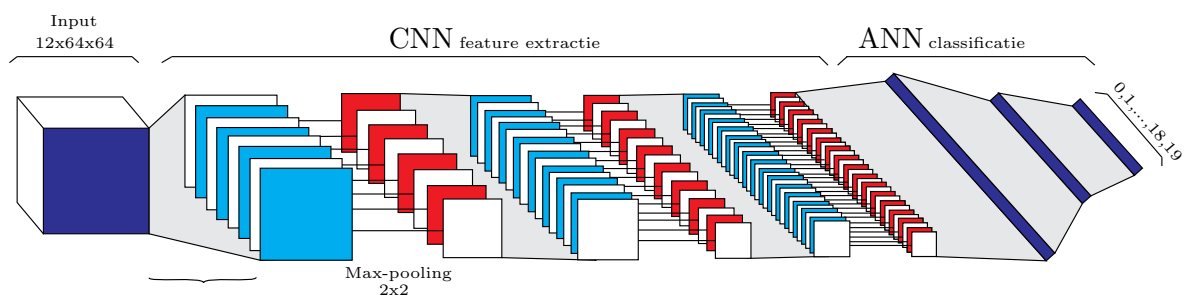 Input
12x64x64
CNN feature extractie
ANN classificatie
0,1,...,18,19
Max-pooling
2x2